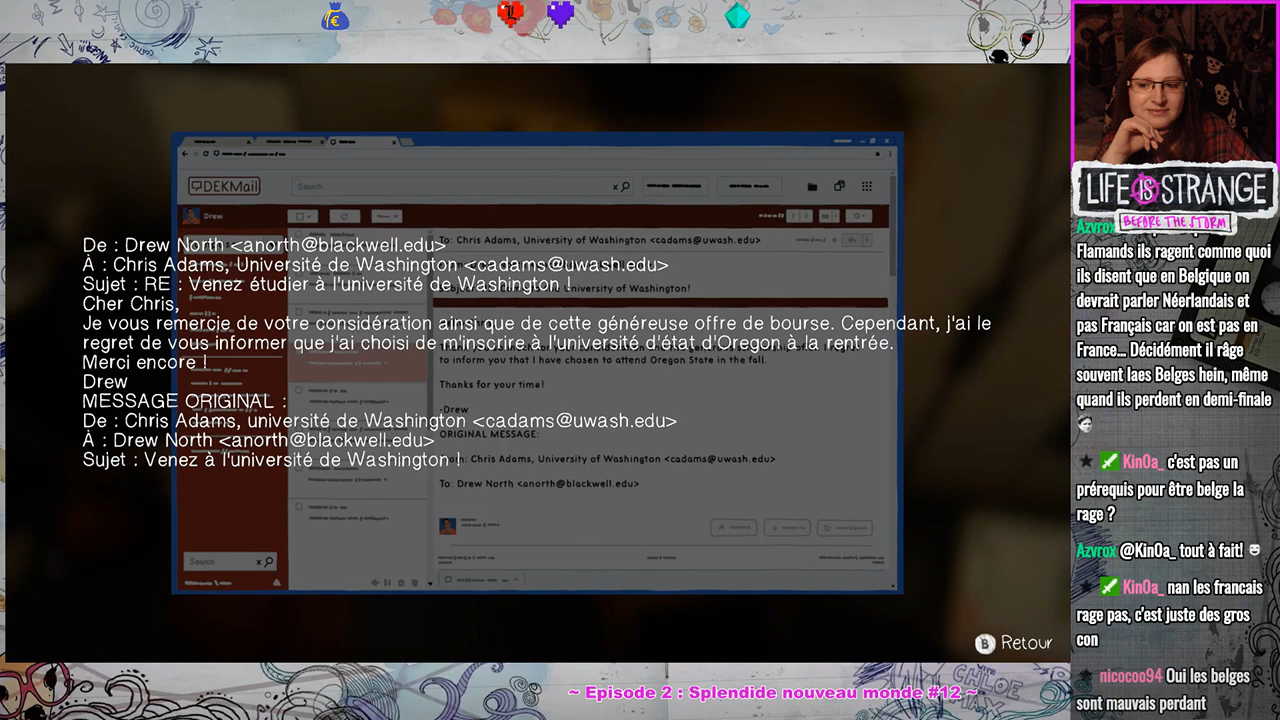 DEKMail
Search
Drew
To: Chris Adams, University of Washington <cadams@uwash.edu>
University of Washington!
to inform you that I have chosen to attend Oregon State in the fall.
Thanks for your time!
-Drew
ORIGINAL MESSAGE:
Chris Adams, University of Washington <cadams@uwash.edu>
To: Drew North <anorth@blackwell.edu>
Search
De : Drew North <anorth@blackwell.edu>
À : Chris Adams, Université de Washington <cadams@uwash.edu>
Sujet : RE : Venez étudier à l'université de Washington !
Cher Chris,
Je vous remercie de votre considération ainsi que de cette généreuse offre de bourse. Cependant, j'ai le
regret de vous informer que j'ai choisi de m'inscrire à l'université d'état d'Oregon à la rentrée.
Merci encore !
Drew
MESSAGE ORIGINAL :
De : Chris Adams, université de Washington <cadams@uwash.edu>
À : Drew North <anorth@blackwell.edu>
Sujet : Venez à l'université de Washington !
B Retour
~ Episode 2 : Splendide nouveau monde #12 ~
LIFE IS STRANGE
BEFORE THE STORM
Azvrox
Flamands ils ragent comme quoi
ils disent que en Belgique on
devrait parler Néerlandais et
pas Français car on est pas en
France... Décidément il râge
souvent laes Belges hein, même
quand ils perdent en demi-finale
Kin0a_ c'est pas un
prérequis pour être belge la
rage ?
Azvrox @Kin0a_ tout à fait!
Kin0a_ nan les francais
rage pas, c'est juste des gros
con
nicocoo94 Oui les belges
sont mauvais perdant